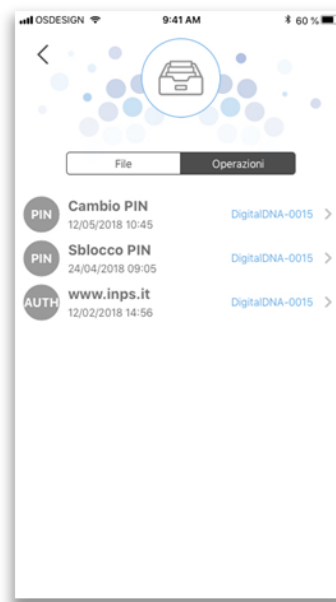 OSDESIGN 9:41 AM 60 %
File Operazioni
PIN Cambio PIN DigitalDNA-0015
12/05/2018 10:45
PIN Sblocco PIN DigitalDNA-0015
24/04/2018 09:05
AUTH www.inps.it DigitalDNA-0015
12/02/2018 14:56